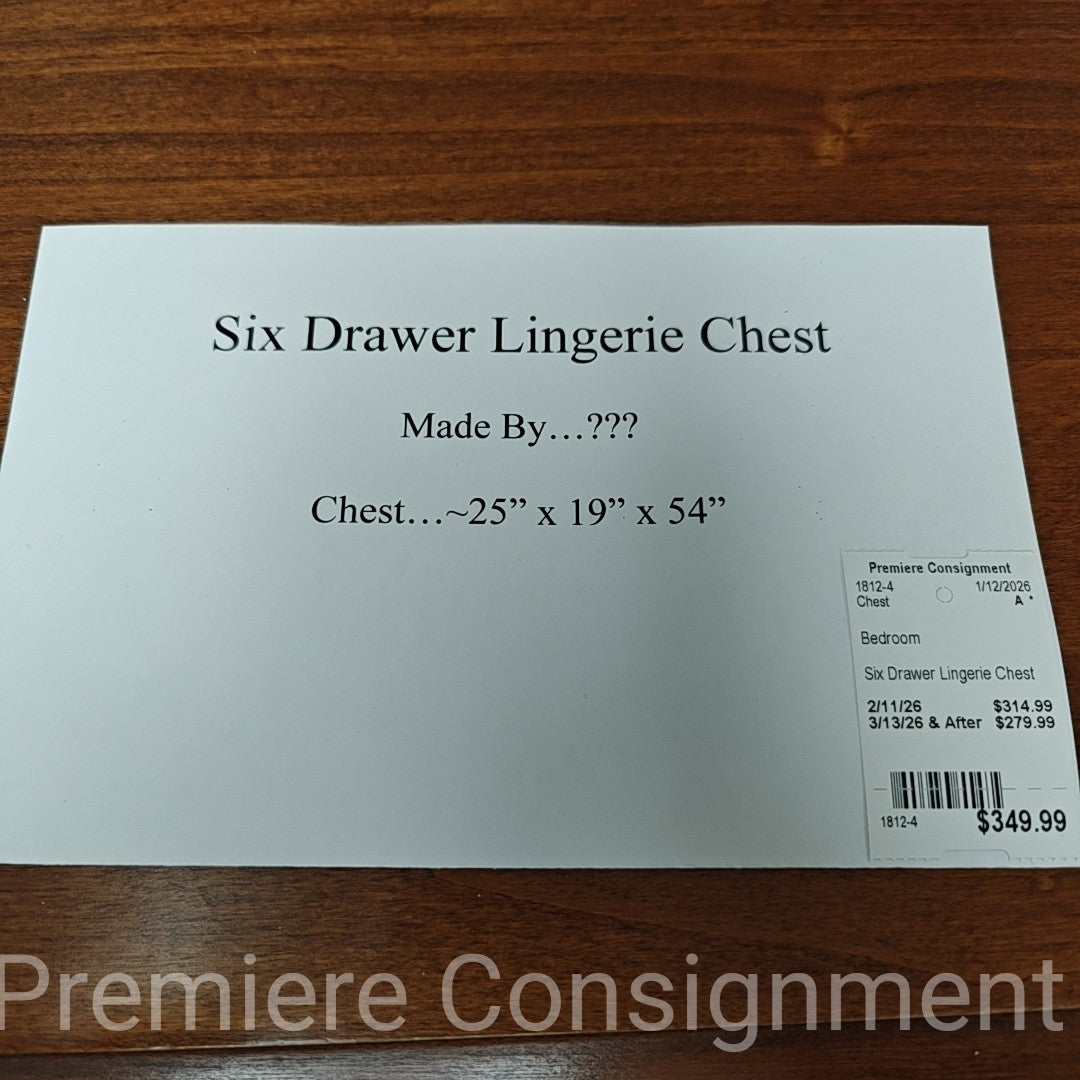 Six Drawer Lingerie Chest
Made By…???
Chest…~25” x 19” x 54”
Premiere Consignment
1812-4 1/12/2026
Chest A *
Bedroom
Six Drawer Lingerie Chest
2/11/26 $314.99
3/13/26 & After $279.99
1812-4 $349.99
Premiere Consignment